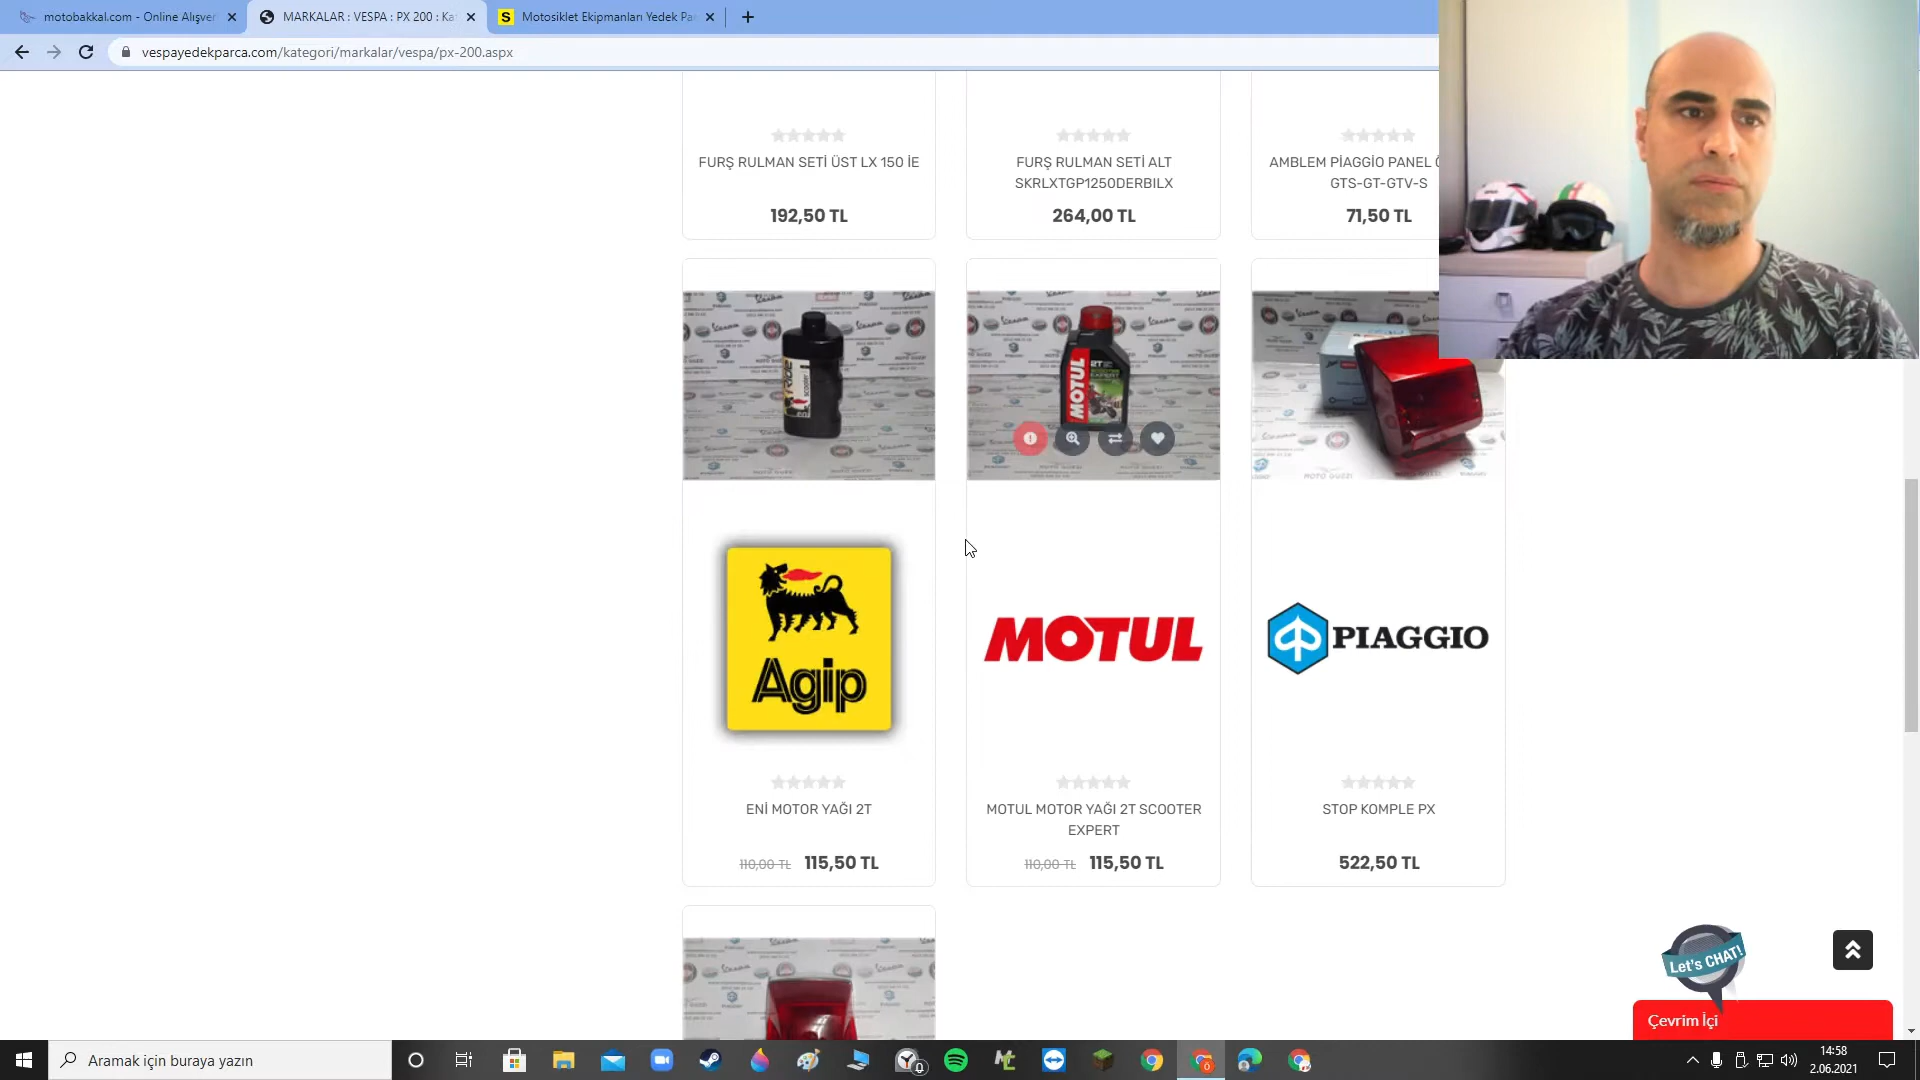 motobakkal.com - Online Alışver
MARKALAR : VESPA : PX 200 : Ka
Motosiklet Ekipmanları Yedek Pa
vespayedekparca.com/kategori/markalar/vespa/px-200.aspx
FURŞ RULMAN SETİ ÜST LX 150 İE
192,50 TL
FURŞ RULMAN SETİ ALT
SKRLXTGP1250DERBILX
264,00 TL
AMBLEM PİAGGİO PANEL
GTS-GT-GTV-S
71,50 TL
MOTUL
Agip
MOTUL
PIAGGIO
ENİ MOTOR YAĞI 2T
110,00 TL 115,50 TL
MOTUL MOTOR YAĞI 2T SCOOTER
EXPERT
110,00 TL 115,50 TL
STOP KOMPLE PX
522,50 TL
Let's CHAT!
Çevrim İçi
Aramak için buraya yazın
14:58
2.06.2021